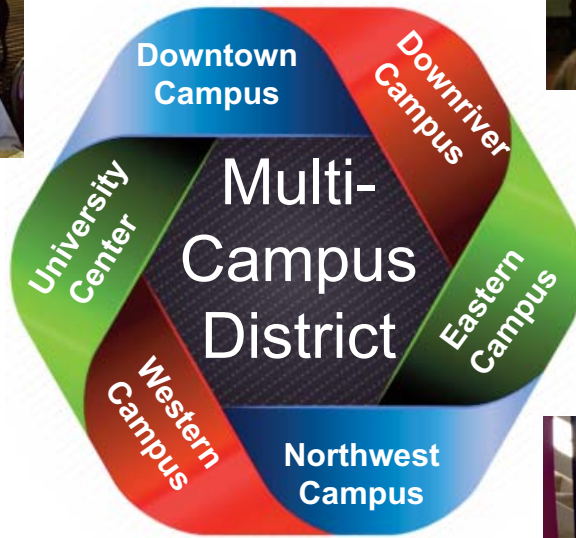 Downtown
Campus
Downriver
Campus
University
Center
Multi-
Campus
District
Eastern
Campus
Western
Campus
Northwest
Campus